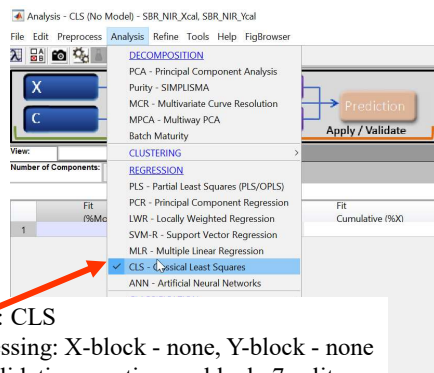 Analysis - CLS (No Model) - SBR_NIR_Xcal, SBR_NIR_Ycal
File Edit Preprocess Analysis Refine Tools Help FigBrowser
DECOMPOSITION
PCA - Principal Component Analysis
Purity - SIMPLISMA
MCR - Multivariate Curve Resolution
MPCA - Multiway PCA
Batch Maturity
CLUSTERING
REGRESSION
PLS - Partial Least Squares (PLS/OPLS)
PCR - Principal Component Regression
LWR - Locally Weighted Regression
SVM-R - Support Vector Regression
MLR - Multiple Linear Regression
CLS - Classical Least Squares
ANN - Artificial Neural Networks
X
C
Prediction
Apply / Validate
View:
Number of Components:
Fit
(%Mo
Fit
Cumulative (%X)
1
: CLS
essing: X-block - none, Y-block - none